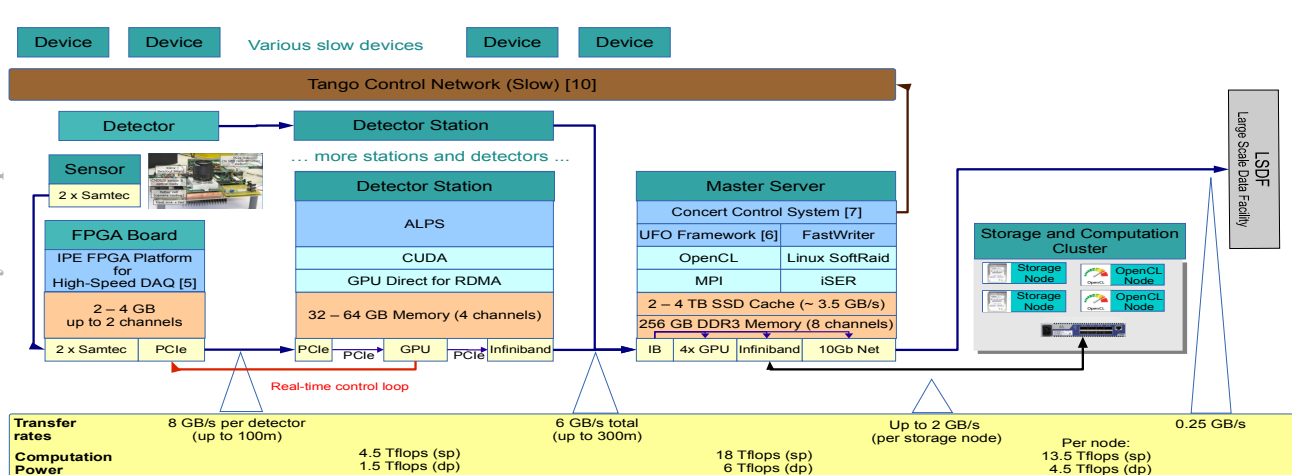 Device
Device
Various slow devices
Device
Device
Tango Control Network (Slow) [10]
Detector
Detector Station
... more stations and detectors ...
Sensor
2 x Samtec
FPGA Board
IPE FPGA Platform
for
High-Speed DAQ [5]
2 – 4 GB
up to 2 channels
2 x Samtec
PCIe
Detector Station
ALPS
CUDA
GPU Direct for RDMA
32 – 64 GB Memory (4 channels)
PCIe
PCIe
GPU
PCIe
Infiniband
Real-time control loop
Master Server
Concert Control System [7]
UFO Framework [6]
FastWriter
OpenCL
Linux SoftRaid
MPI
iSER
2 – 4 TB SSD Cache (~ 3.5 GB/s)
256 GB DDR3 Memory (8 channels)
IB
4x GPU
Infiniband
10Gb Net
Storage and Computation
Cluster
Storage
Node
OpenCL
OpenCL
Node
Storage
Node
OpenCL
OpenCL
Node
LSDF
Large Scale Data Facility
Transfer
rates
8 GB/s per detector
(up to 100m)
6 GB/s total
(up to 300m)
Up to 2 GB/s
(per storage node)
0.25 GB/s
Computation
Power
4.5 Tflops (sp)
1.5 Tflops (dp)
18 Tflops (sp)
6 Tflops (dp)
Per node:
13.5 Tflops (sp)
4.5 Tflops (dp)